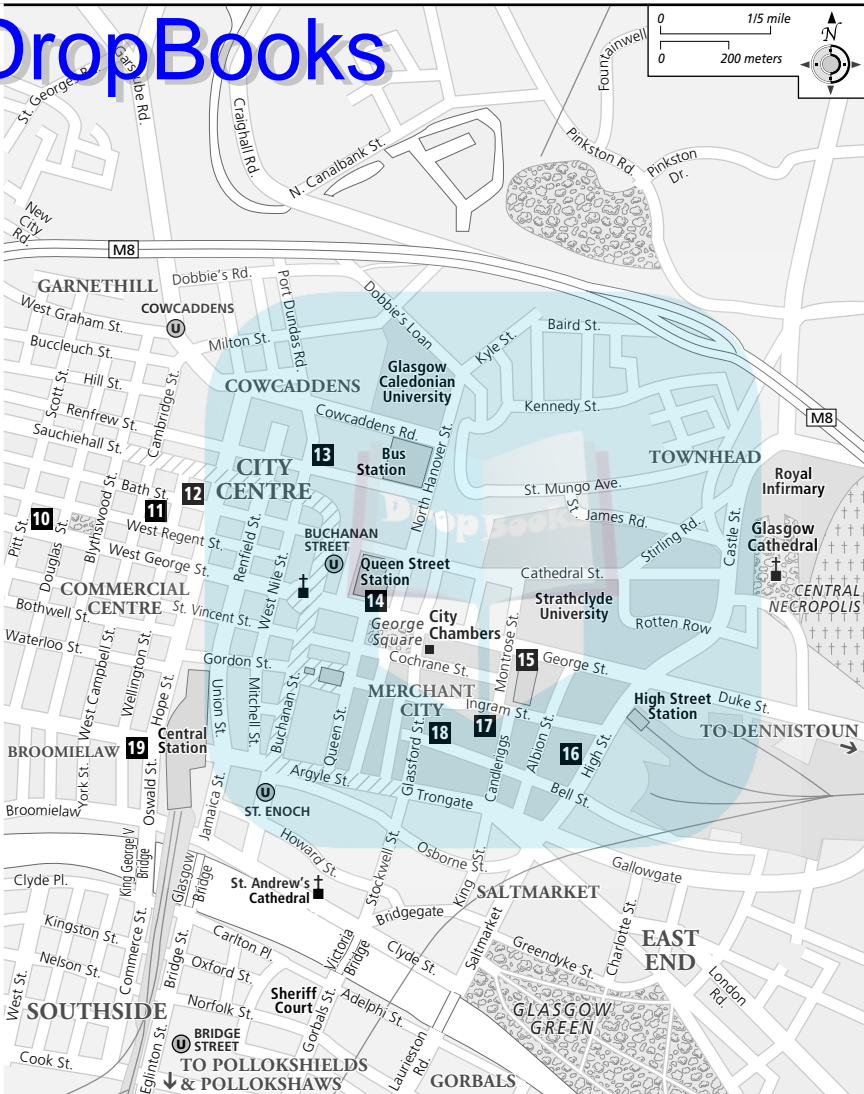 DropBooks
0 1/5 mile
0 200 meters
N
St. Georges Rd.
Garscube Rd.
Craighall Rd.
N. Canalbank St.
Fountainwell
Pinkston Rd.
Pinkston
Dr.
New
City
Rd.
M8
GARNETHILL
Dobbie's Rd.
Port Dundas Rd.
Dobbie's Loan
COWCADDENS
U
West Graham St.
Milton St.
Baird St.
Kyle St.
Buccleuch St.
Hill St.
Scott St.
Renfrew St.
Cambridge St.
Sauchiehall St.
COWCADDENS
Glasgow
Caledonian
University
Kennedy St.
M8
Cowcaddens Rd.
13
Bus
Station
North Hanover St.
TOWNHEAD
CITY
CENTRE
Royal
Infirmary
St. Mungo Ave.
St. James Rd.
DropBooks
Bath St.
12
11
10
Pitt St.
Douglas St.
Blythswood St.
West Regent St.
West George St.
Renfield St.
West Nile St.
BUCHANAN
STREET
U
Queen Street
Station
14
Stirling Rd.
Castle St.
Glasgow
Cathedral
Cathedral St.
Strathclyde
University
CENTRAL
NECROPOLIS
Rotten Row
COMMERCIAL
CENTRE
Bothwell St.
St. Vincent St.
George
Square
City
Chambers
Waterloo St.
Cochrane St.
Montrose St.
15
George St.
Gordon St.
West Campbell St.
Wellington St.
Hope St.
Union St.
Mitchell St.
Buchanan St.
Queen St.
MERCHANT
CITY
Ingram St.
High Street
Station
Duke St.
TO DENNISTOUN
BROOMIELAW
19
Central
Station
Glassford St.
18
17
Candleriggs
Albion St.
16
High St.
York St.
Oswald St.
Argyle St.
Trongate
Bell St.
U
ST. ENOCH
Broomielaw
Jamaica St.
King George V
Bridge
Glasgow
Bridge
Howard St.
Stockwell St.
Osborne St.
Gallowgate
Clyde Pl.
St. Andrew's
Cathedral
King St.
SALTMARKET
Bridgegate
Kingston St.
Commerce St.
Bridge St.
Carlton Pl.
Victoria
Bridge
Clyde St.
Saltmarket
Greendyke St.
Charlotte St.
EAST
END
London
Rd.
Nelson St.
Oxford St.
West St.
SOUTHSIDE
Norfolk St.
Sheriff
Court
Gorbals St.
Adelphi St.
GLASGOW
GREEN
U
BRIDGE
STREET
Cook St.
Eglinton St.
TO POLLOKSHIELDS
& POLLOKSHAWS
Laurieston
Rd.
GORBALS